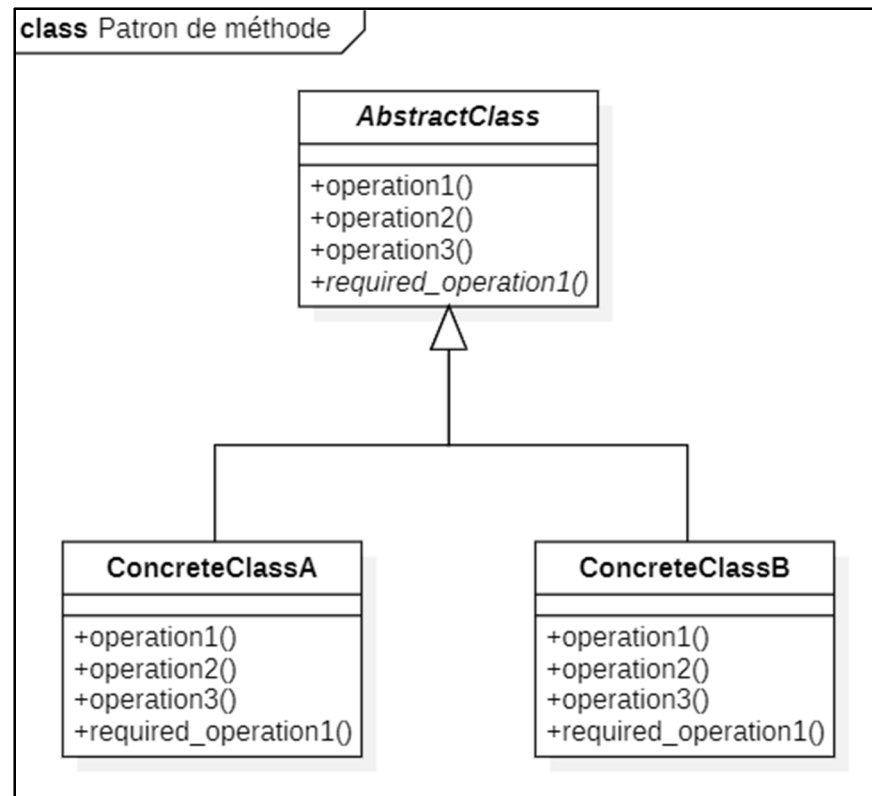 class Patron de méthode
AbstractClass
+operation1()
+operation2()
+operation3()
+required_operation1()
ConcreteClassA
+operation1()
+operation2()
+operation3()
+required_operation1()
ConcreteClassB
+operation1()
+operation2()
+operation3()
+required_operation1()